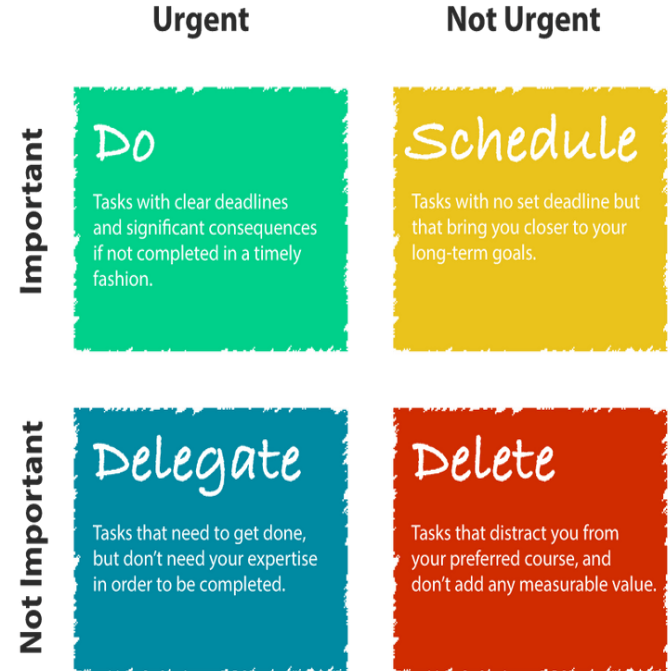 Urgent
Not Urgent
Important
Do
Tasks with clear deadlines
and significant consequences
if not completed in a timely
fashion.
Schedule
Tasks with no set deadline but
that bring you closer to your
long-term goals.
Not Important
Delegate
Tasks that need to get done,
but don’t need your expertise
in order to be completed.
Delete
Tasks that distract you from
your preferred course, and
don’t add any measurable value.